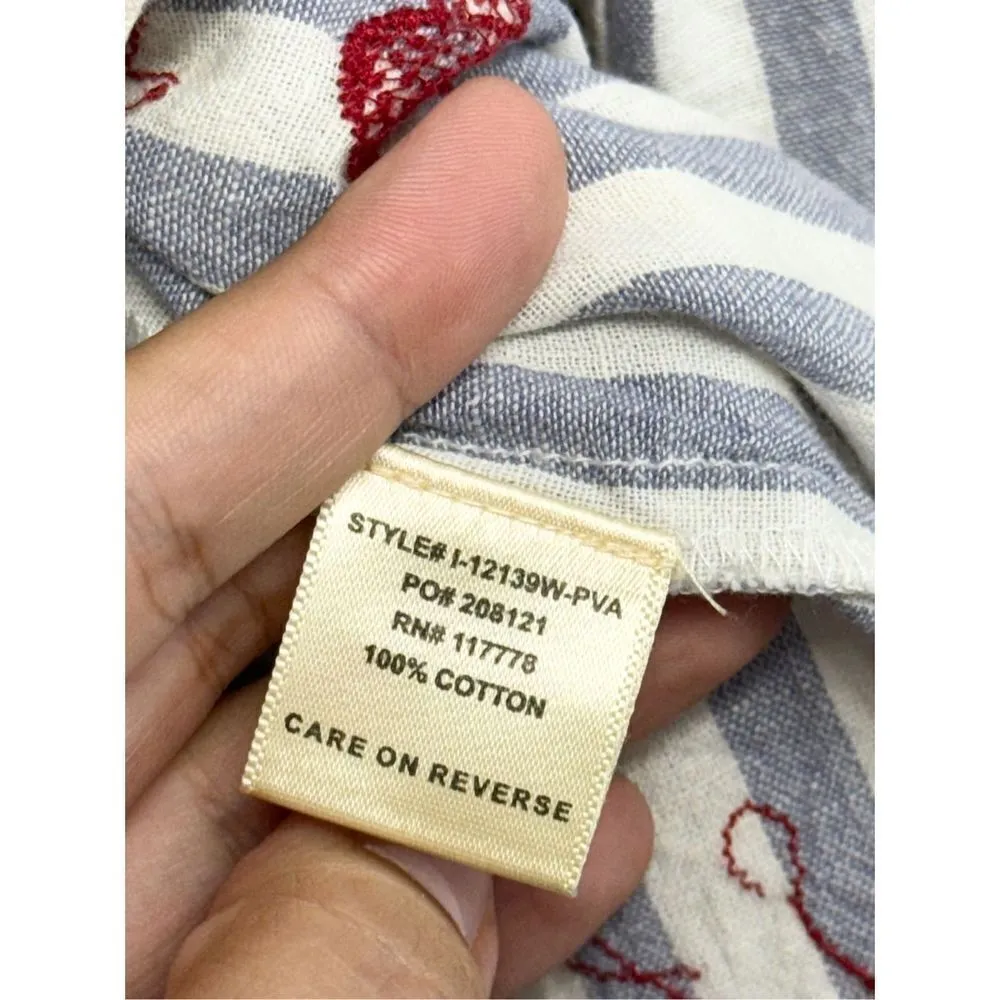 STYLE# I-12139W-PVA
PO# 208121
RN# 117778
100% COTTON
CARE ON REVERSE